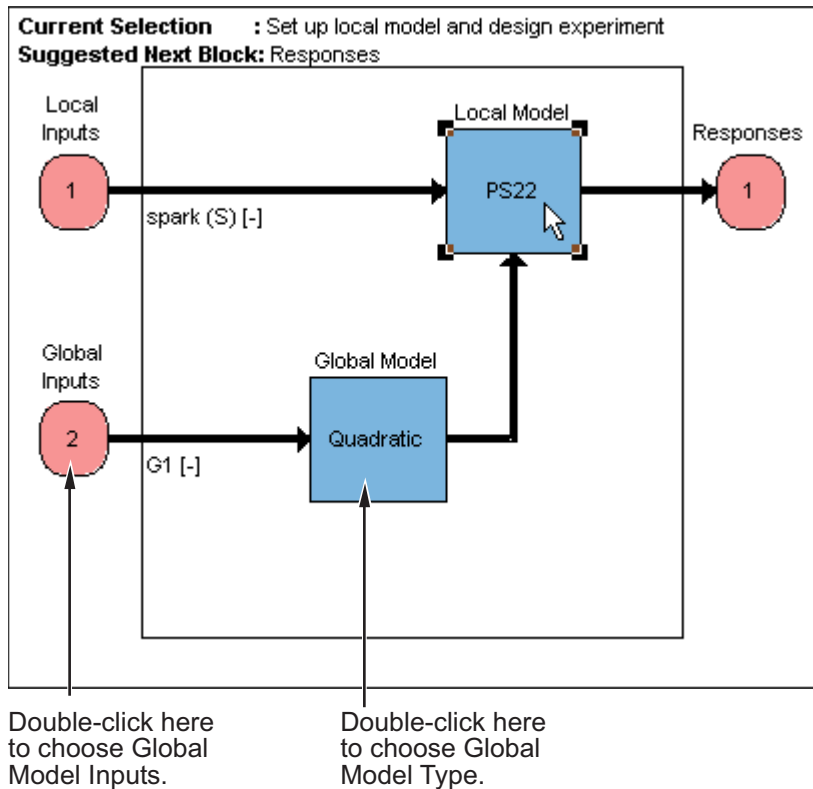 Current Selection : Set up local model and design experiment
Suggested Next Block: Responses
Local
Inputs
1
spark (S) [-]
Local Model
PS22
Responses
1
Global
Inputs
2
G1 [-]
Global Model
Quadratic
Double-click here
to choose Global
Model Inputs.
Double-click here
to choose Global
Model Type.